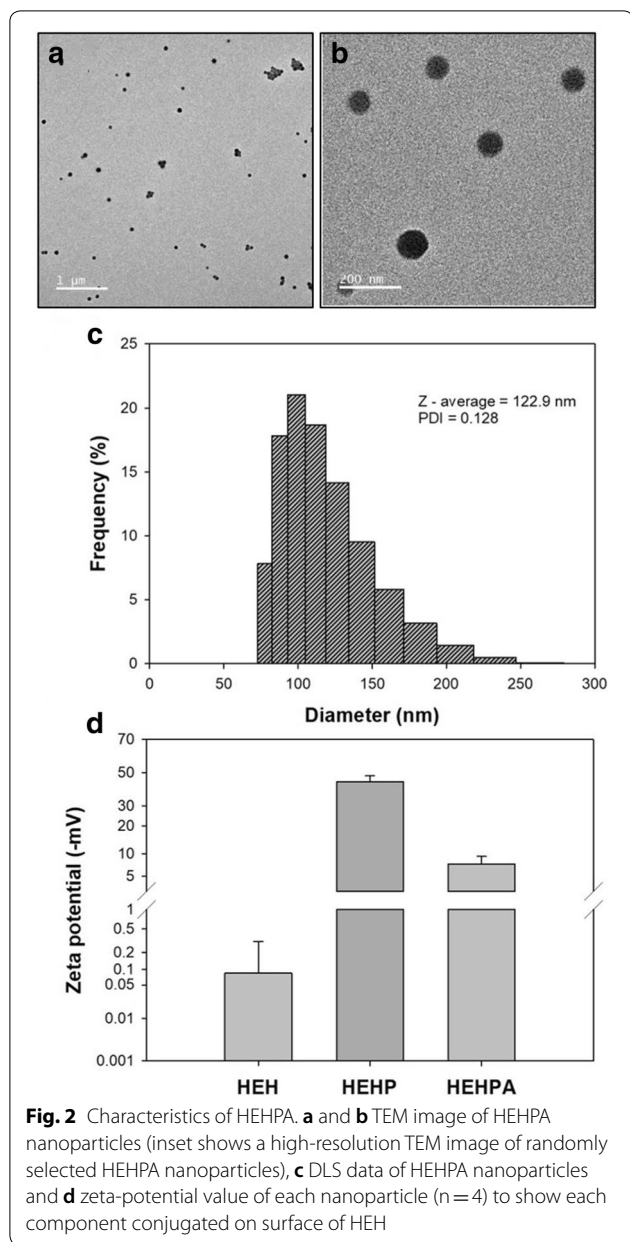 a
b
1 µm
200 nm
c
25
20
15
10
5
0
Frequency (%)
Z - average = 122.9 nm
PDI = 0.128
0 50 100 150 200 250 300
Diameter (nm)
d
70
50
30
20
10
5
1
0.5
0.2
0.1
0.05
0.01
0.001
Zeta potential (-mV)
HEH HEHP HEHPA
Fig. 2 Characteristics of HEHPA. a and b TEM image of HEHPA
nanoparticles (inset shows a high-resolution TEM image of randomly
selected HEHPA nanoparticles), c DLS data of HEHPA nanoparticles
and d zeta-potential value of each nanoparticle (n = 4) to show each
component conjugated on surface of HEH